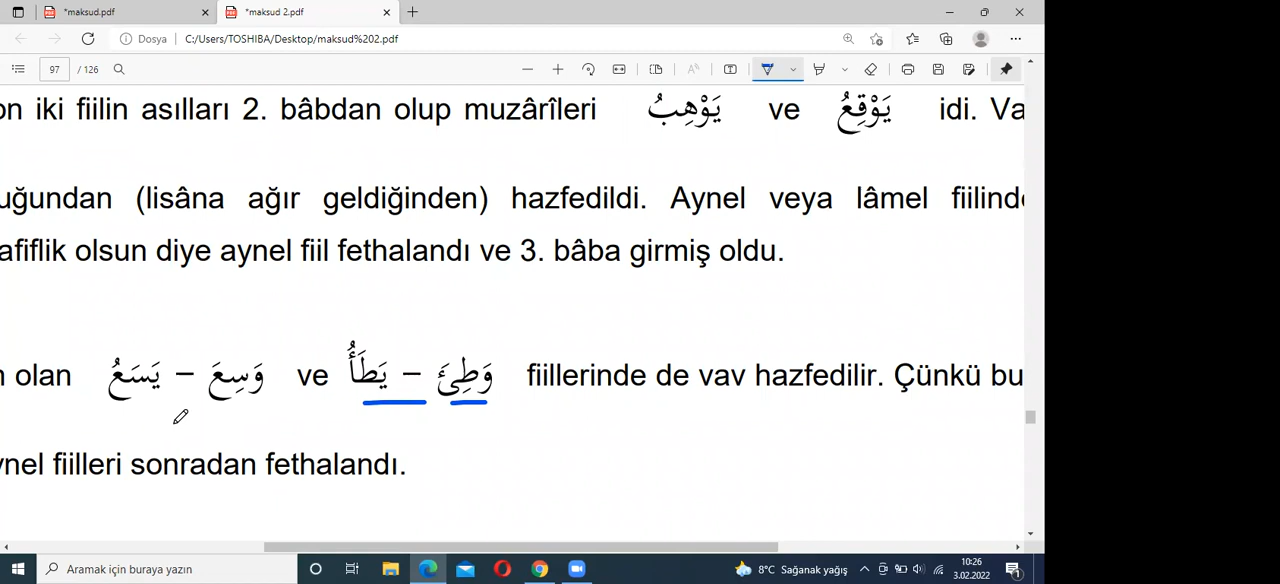 *maksud.pdf
*maksud 2.pdf
Dosya
C:/Users/TOSHIBA/Desktop/maksud%202.pdf
97
/ 126
on iki fiilin asılları 2. bâbdan olup muzârîleri يَوْهِبُ ve يَوْقِعُ idi. Va
uğundan (lisâna ağır geldiğinden) hazfedildi. Aynel veya lâmel fiilinde
afiflik olsun diye aynel fiil fethalandı ve 3. bâba girmiş oldu.
n olan وَسِعَ – يَسَعُ ve وَطِئَ – يَطَأُ fiillerinde de vav hazfedilir. Çünkü bu
ynel fiilleri sonradan fethalandı.
Aramak için buraya yazın
8°C Sağanak yağış
10:26
3.02.2022